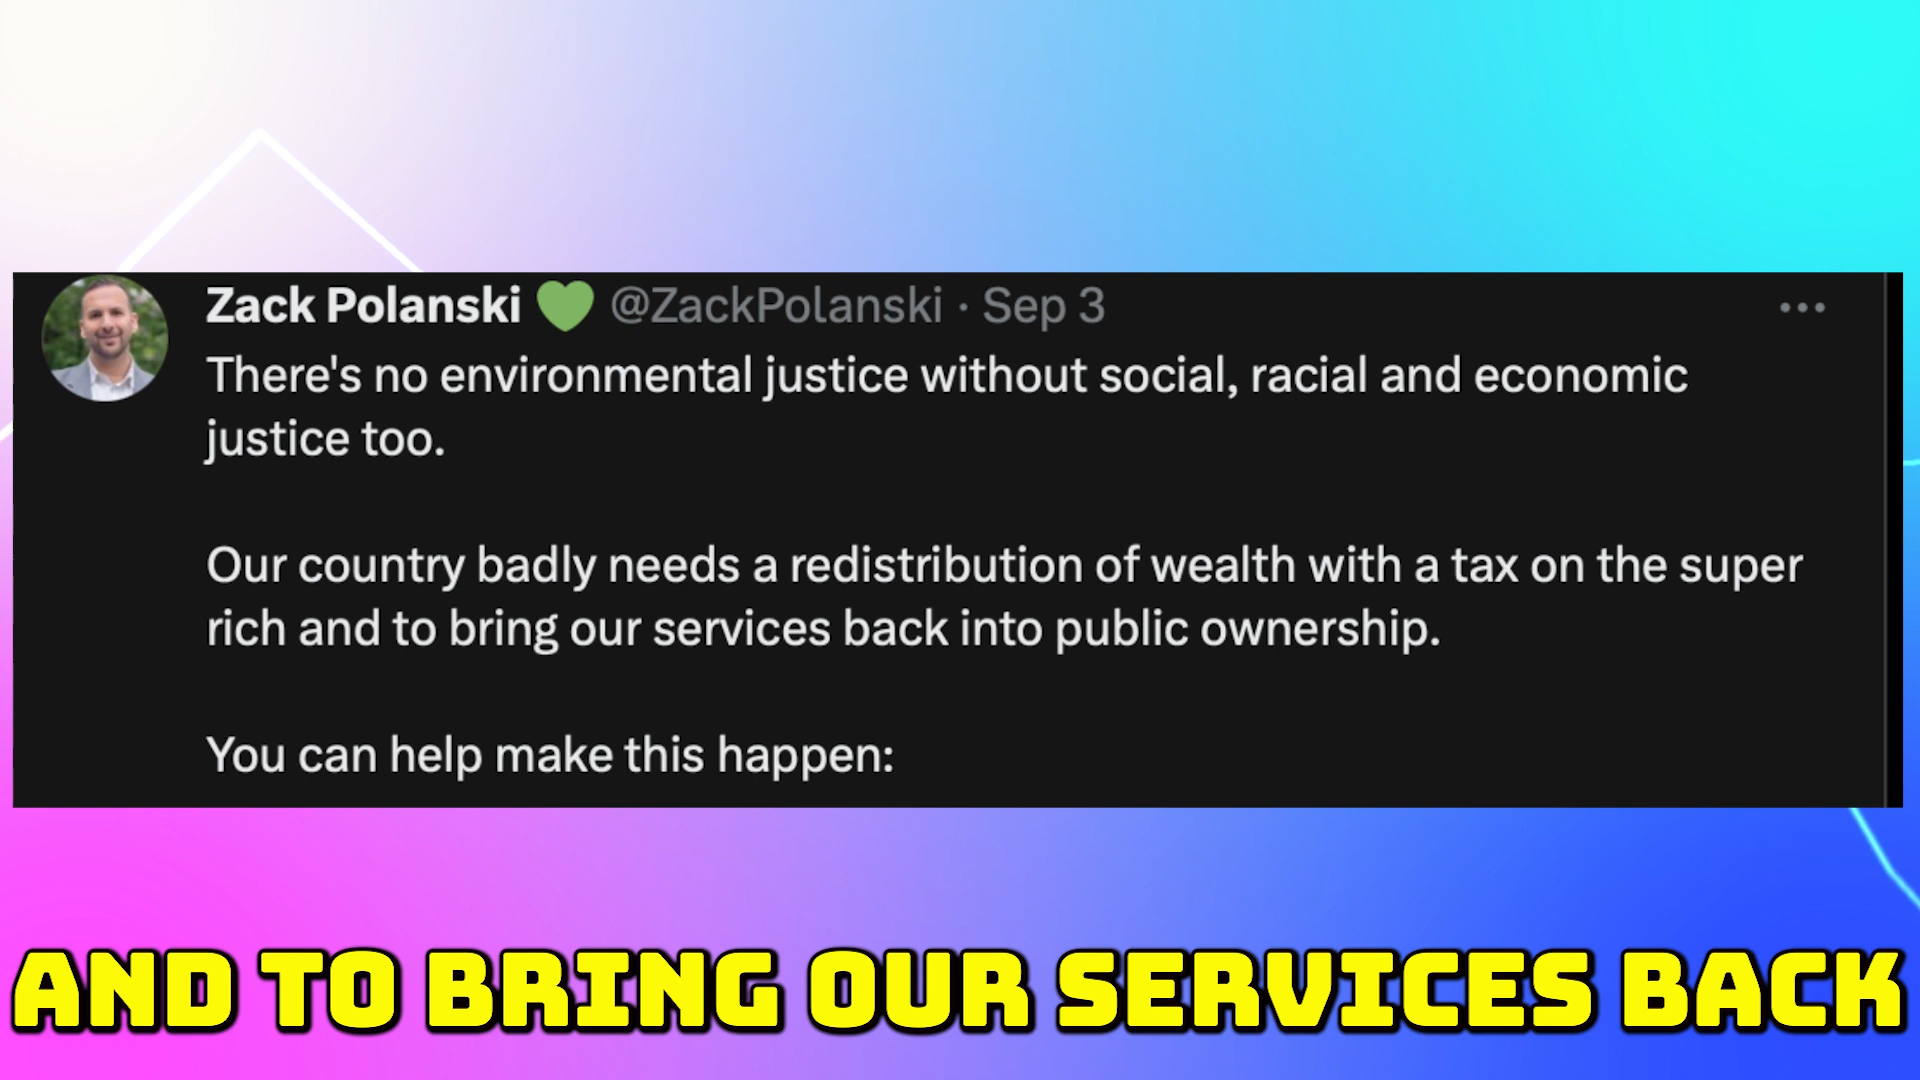 Zack Polanski 💚 @ZackPolanski · Sep 3
There's no environmental justice without social, racial and economic
justice too.
Our country badly needs a redistribution of wealth with a tax on the super
rich and to bring our services back into public ownership.
You can help make this happen:
AND TO BRING OUR SERVICES BACK